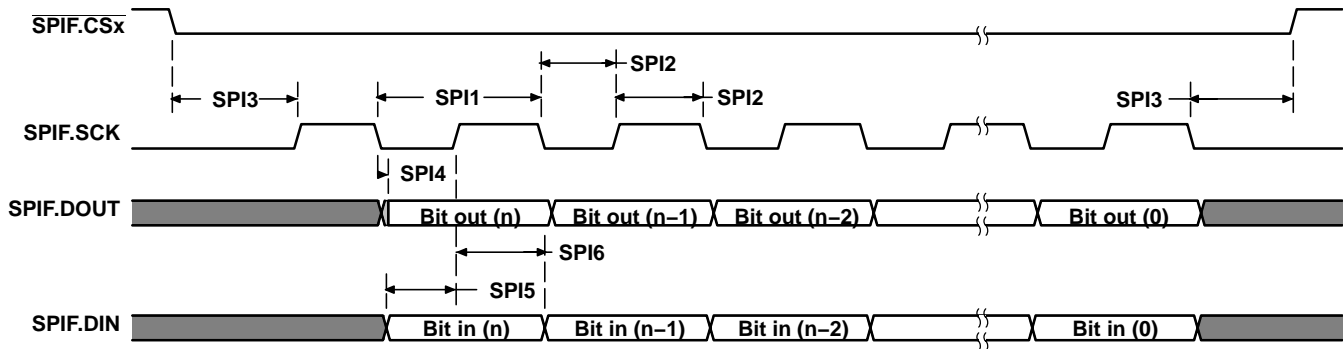 SPIF.CSx
SPI2
SPI3
SPI1
SPI2
SPI3
SPIF.SCK
SPI4
SPIF.DOUT
Bit out (n)
Bit out (n–1)
Bit out (n–2)
Bit out (0)
SPI6
SPI5
SPIF.DIN
Bit in (n)
Bit in (n–1)
Bit in (n–2)
Bit in (0)